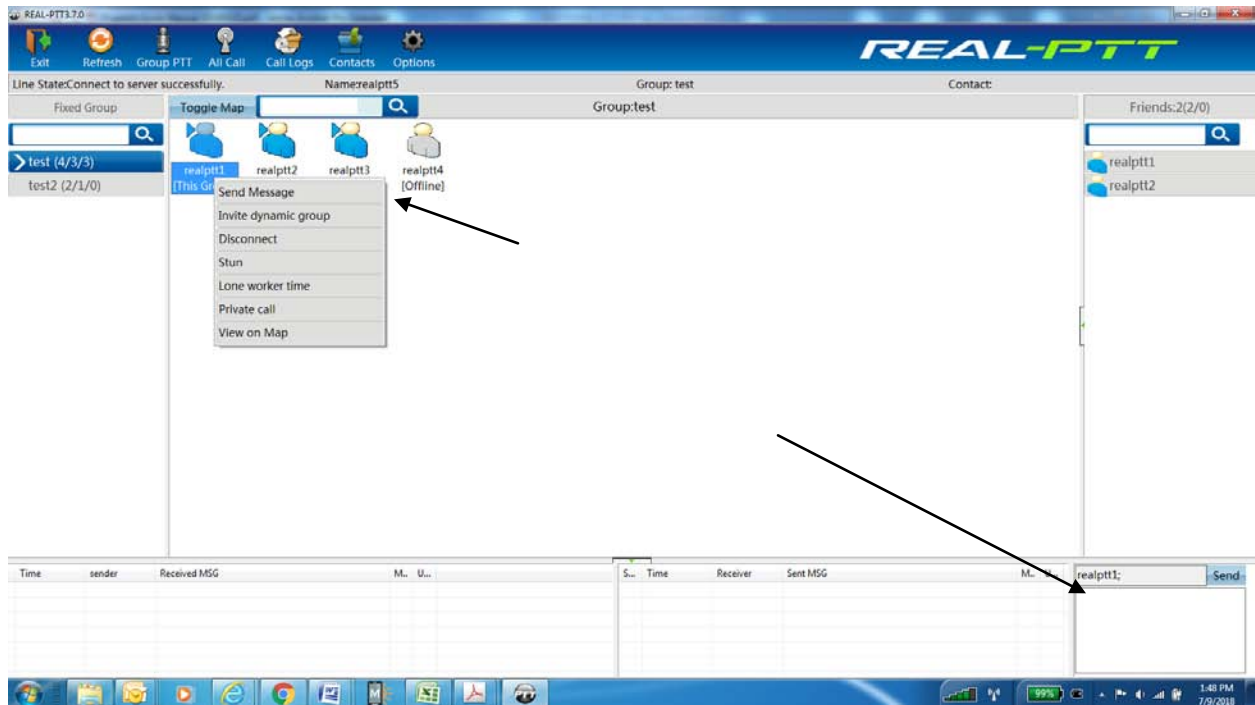 REAL-PTT3.7.0
Exit Refresh Group PTT All Call Call Logs Contacts Options
REAL-PTT
Line State:Connect to server successfully. Name:realptt5 Group: test Contact:
Fixed Group Toggle Map Group:test Friends:2(2/0)
test (4/3/3)
test2 (2/1/0)
realptt1 realptt2 realptt3 realptt4
[This Gr [Offline]
Send Message
Invite dynamic group
Disconnect
Stun
Lone worker time
Private call
View on Map
realptt1
realptt2
Time sender Received MSG M... U... S... Time Receiver Sent MSG M... U... realptt1; Send
99%
1:48 PM
7/9/2018